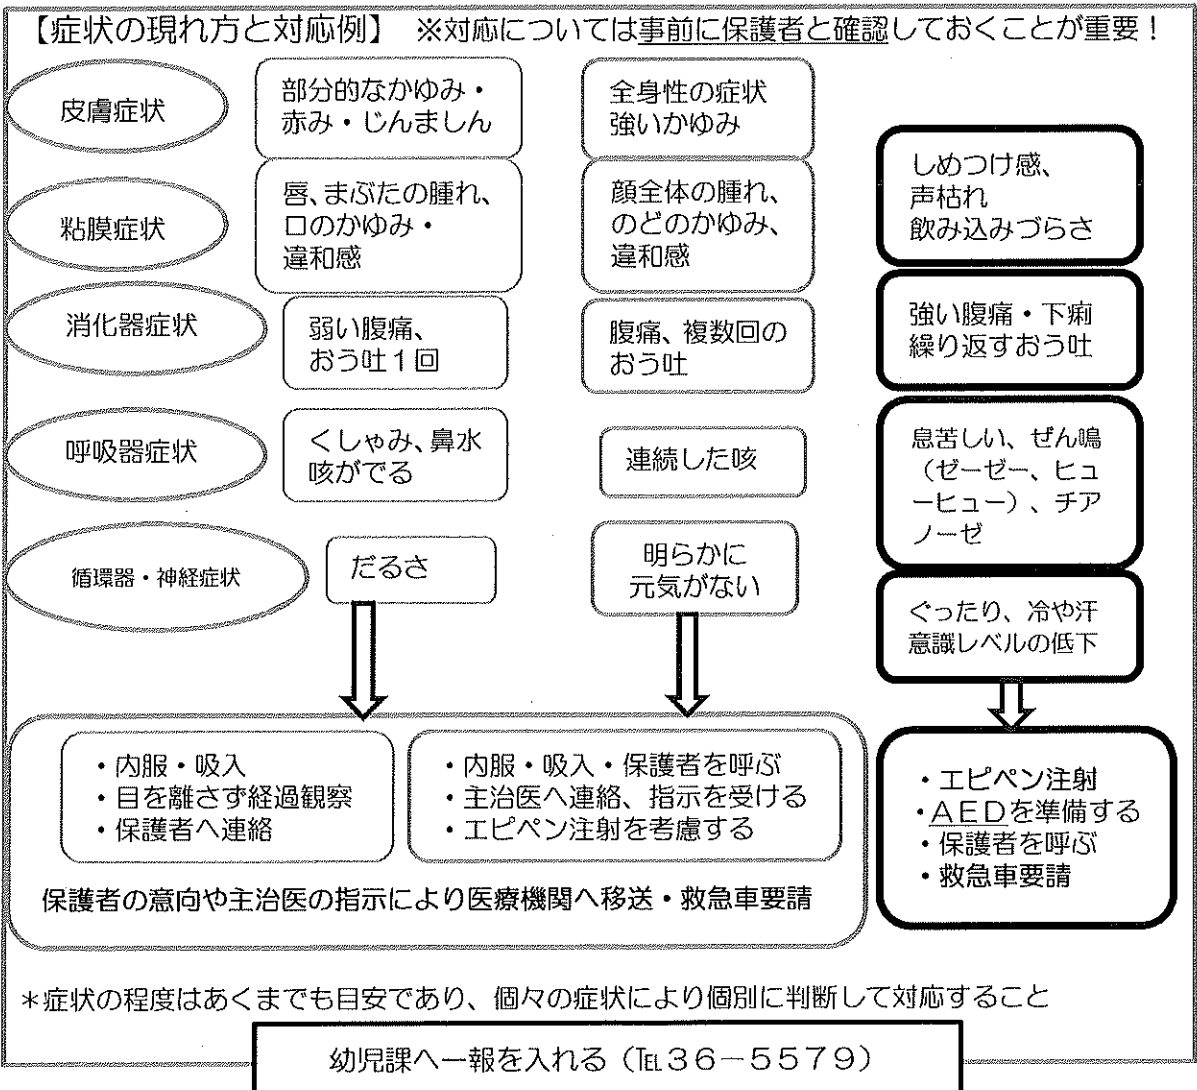 【症状の現れ方と対応例】 ※対応については事前に保護者と確認しておくことが重要！
皮膚症状
部分的なかゆみ・
赤み・じんましん
全身性の症状
強いかゆみ
粘膜症状
唇、まぶたの腫れ、
口のかゆみ・
違和感
顔全体の腫れ、
のどのかゆみ、
違和感
しめつけ感、
声枯れ
飲み込みづらさ
消化器症状
弱い腹痛、
おう吐１回
腹痛、複数回の
おう吐
強い腹痛・下痢
繰り返すおう吐
呼吸器症状
くしゃみ、鼻水
咳がでる
連続した咳
息苦しい、ぜん鳴
（ゼーゼー、ヒュ
ーヒュー）、チア
ノーゼ
循環器・神経症状
だるさ
明らかに
元気がない
ぐったり、冷や汗
意識レベルの低下
・内服・吸入
・目を離さず経過観察
・保護者へ連絡
・内服・吸入・保護者を呼ぶ
・主治医へ連絡、指示を受ける
・エピペン注射を考慮する
保護者の意向や主治医の指示により医療機関へ移送・救急車要請
・エピペン注射
・ＡＥＤを準備する
・保護者を呼ぶ
・救急車要請
＊症状の程度はあくまでも目安であり、個々の症状により個別に判断して対応すること
幼児課へ一報を入れる（℡３６－５５７９）